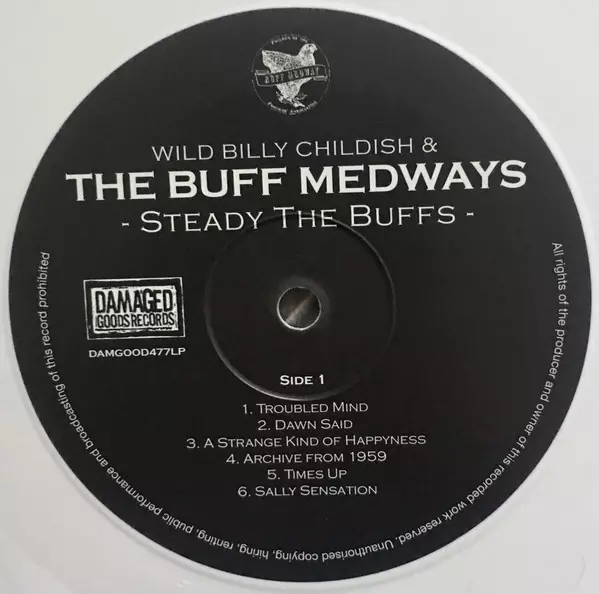 BUFF MEDWAY
WILD BILLY CHILDISH &
THE BUFF MEDWAYS
- STEADY THE BUFFS -
DAMAGED
GOODS RECORDS
DAMGOOD477LP
SIDE 1
1. TROUBLED MIND
2. DAWN SAID
3. A STRANGE KIND OF HAPPYNESS
4. ARCHIVE FROM 1959
5. TIMES UP
6. SALLY SENSATION
All rights of the producer and owner of this recorded work reserved. Unauthorised copying, hiring, renting, public performance and broadcasting of this record prohibited